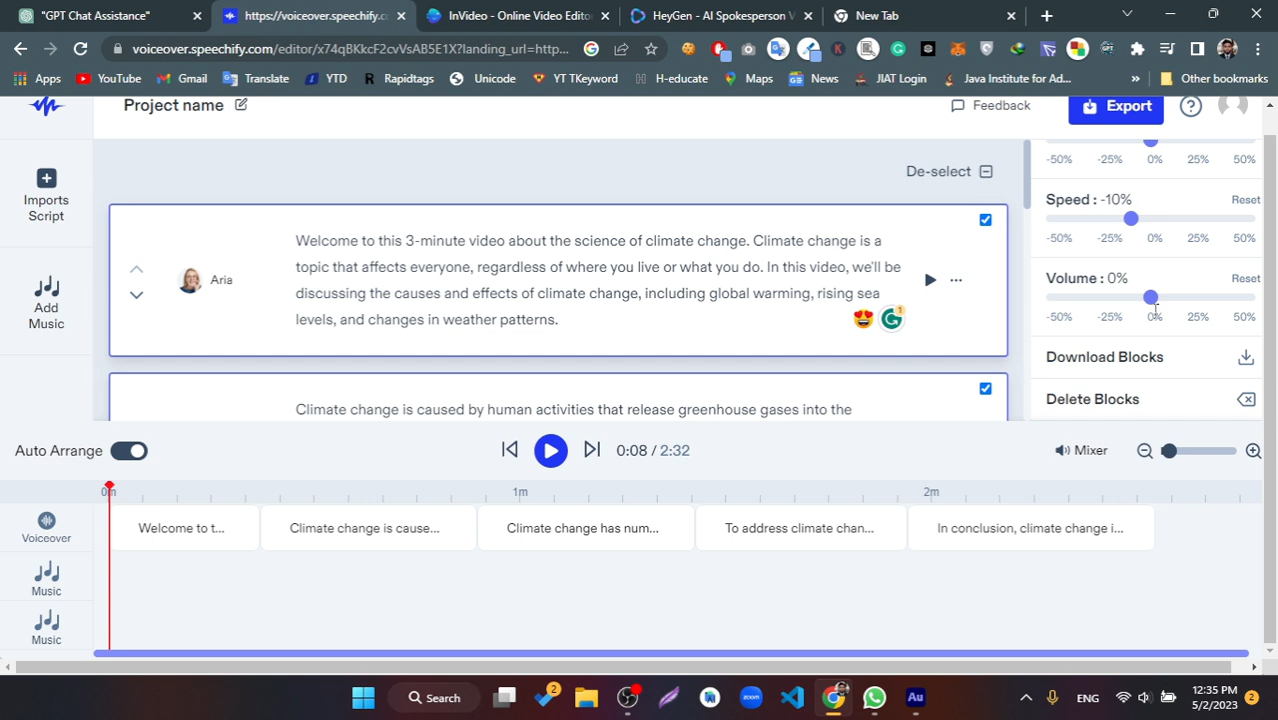 "GPT Chat Assistance"
https://voiceover.speechify.c
InVideo - Online Video Editor
HeyGen - AI Spokesperson V
New Tab
voiceover.speechify.com/editor/x74qBKkcF2cvVsAB5E1X?landing_url=http...
Apps
YouTube
Gmail
Translate
YTD
Rapidtags
Unicode
YT TKeyword
H-educate
Maps
News
JIAT Login
Java Institute for Ad...
»
Other bookmarks
Project name
Feedback
Export
-50% -25% 0% 25% 50%
Imports
Script
De-select
Speed : -10%
Reset
-50% -25% 0% 25% 50%
Aria
Welcome to this 3-minute video about the science of climate change. Climate change is a
topic that affects everyone, regardless of where you live or what you do. In this video, we'll be
discussing the causes and effects of climate change, including global warming, rising sea
levels, and changes in weather patterns.
Volume : 0%
Reset
-50% -25% 0% 25% 50%
Add
Music
Download Blocks
Delete Blocks
Climate change is caused by human activities that release greenhouse gases into the
Auto Arrange
0:08 / 2:32
Mixer
0m 1m 2m
Voiceover
Welcome to t...
Climate change is cause...
Climate change has num...
To address climate chan...
In conclusion, climate change i...
Music
Music
Search
2
ENG
12:35 PM
5/2/2023
2